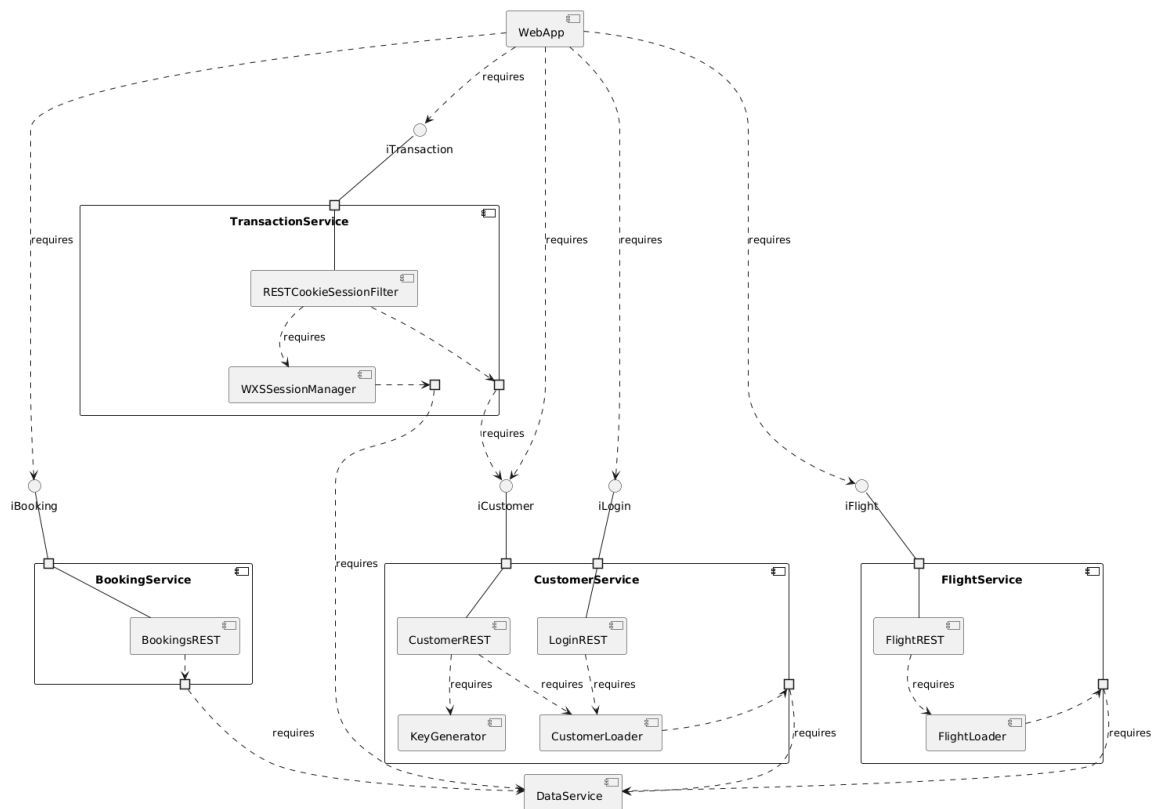 WebApp
requires
iTransaction
TransactionService
requires
requires
requires
requires
RESTCookieSessionFilter
requires
WXSSessionManager
requires
iBooking
iCustomer
iLogin
iFlight
requires
BookingService
CustomerService
FlightService
BookingsREST
CustomerREST
LoginREST
FlightREST
requires
requires
requires
requires
KeyGenerator
CustomerLoader
FlightLoader
requires
requires
requires
DataService